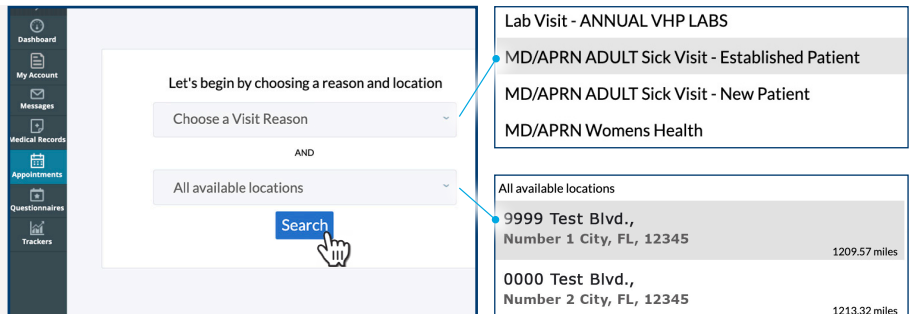 Dashboard
My Account
Messages
Medical Records
Appointments
Questionnaires
Trackers
Let's begin by choosing a reason and location
Choose a Visit Reason
AND
All available locations
Search
Lab Visit - ANNUAL VHP LABS
MD/APRN ADULT Sick Visit - Established Patient
MD/APRN ADULT Sick Visit - New Patient
MD/APRN Womens Health
All available locations
9999 Test Blvd.,
Number 1 City, FL, 12345
1209.57 miles
0000 Test Blvd.,
Number 2 City, FL, 12345
1213.32 miles